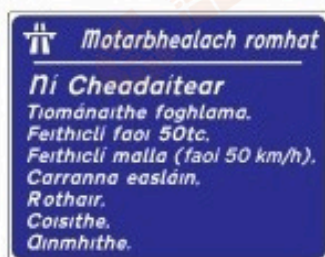 Motarbhealach romhat
Ní Cheadaítear
Tiománaithe foghlama.
Feithiclí faoi 50tc.
Feithiclí malla (faoi 50 km/h).
Carranna easláin.
Rothair.
Coisithe.
Ainmhithe.